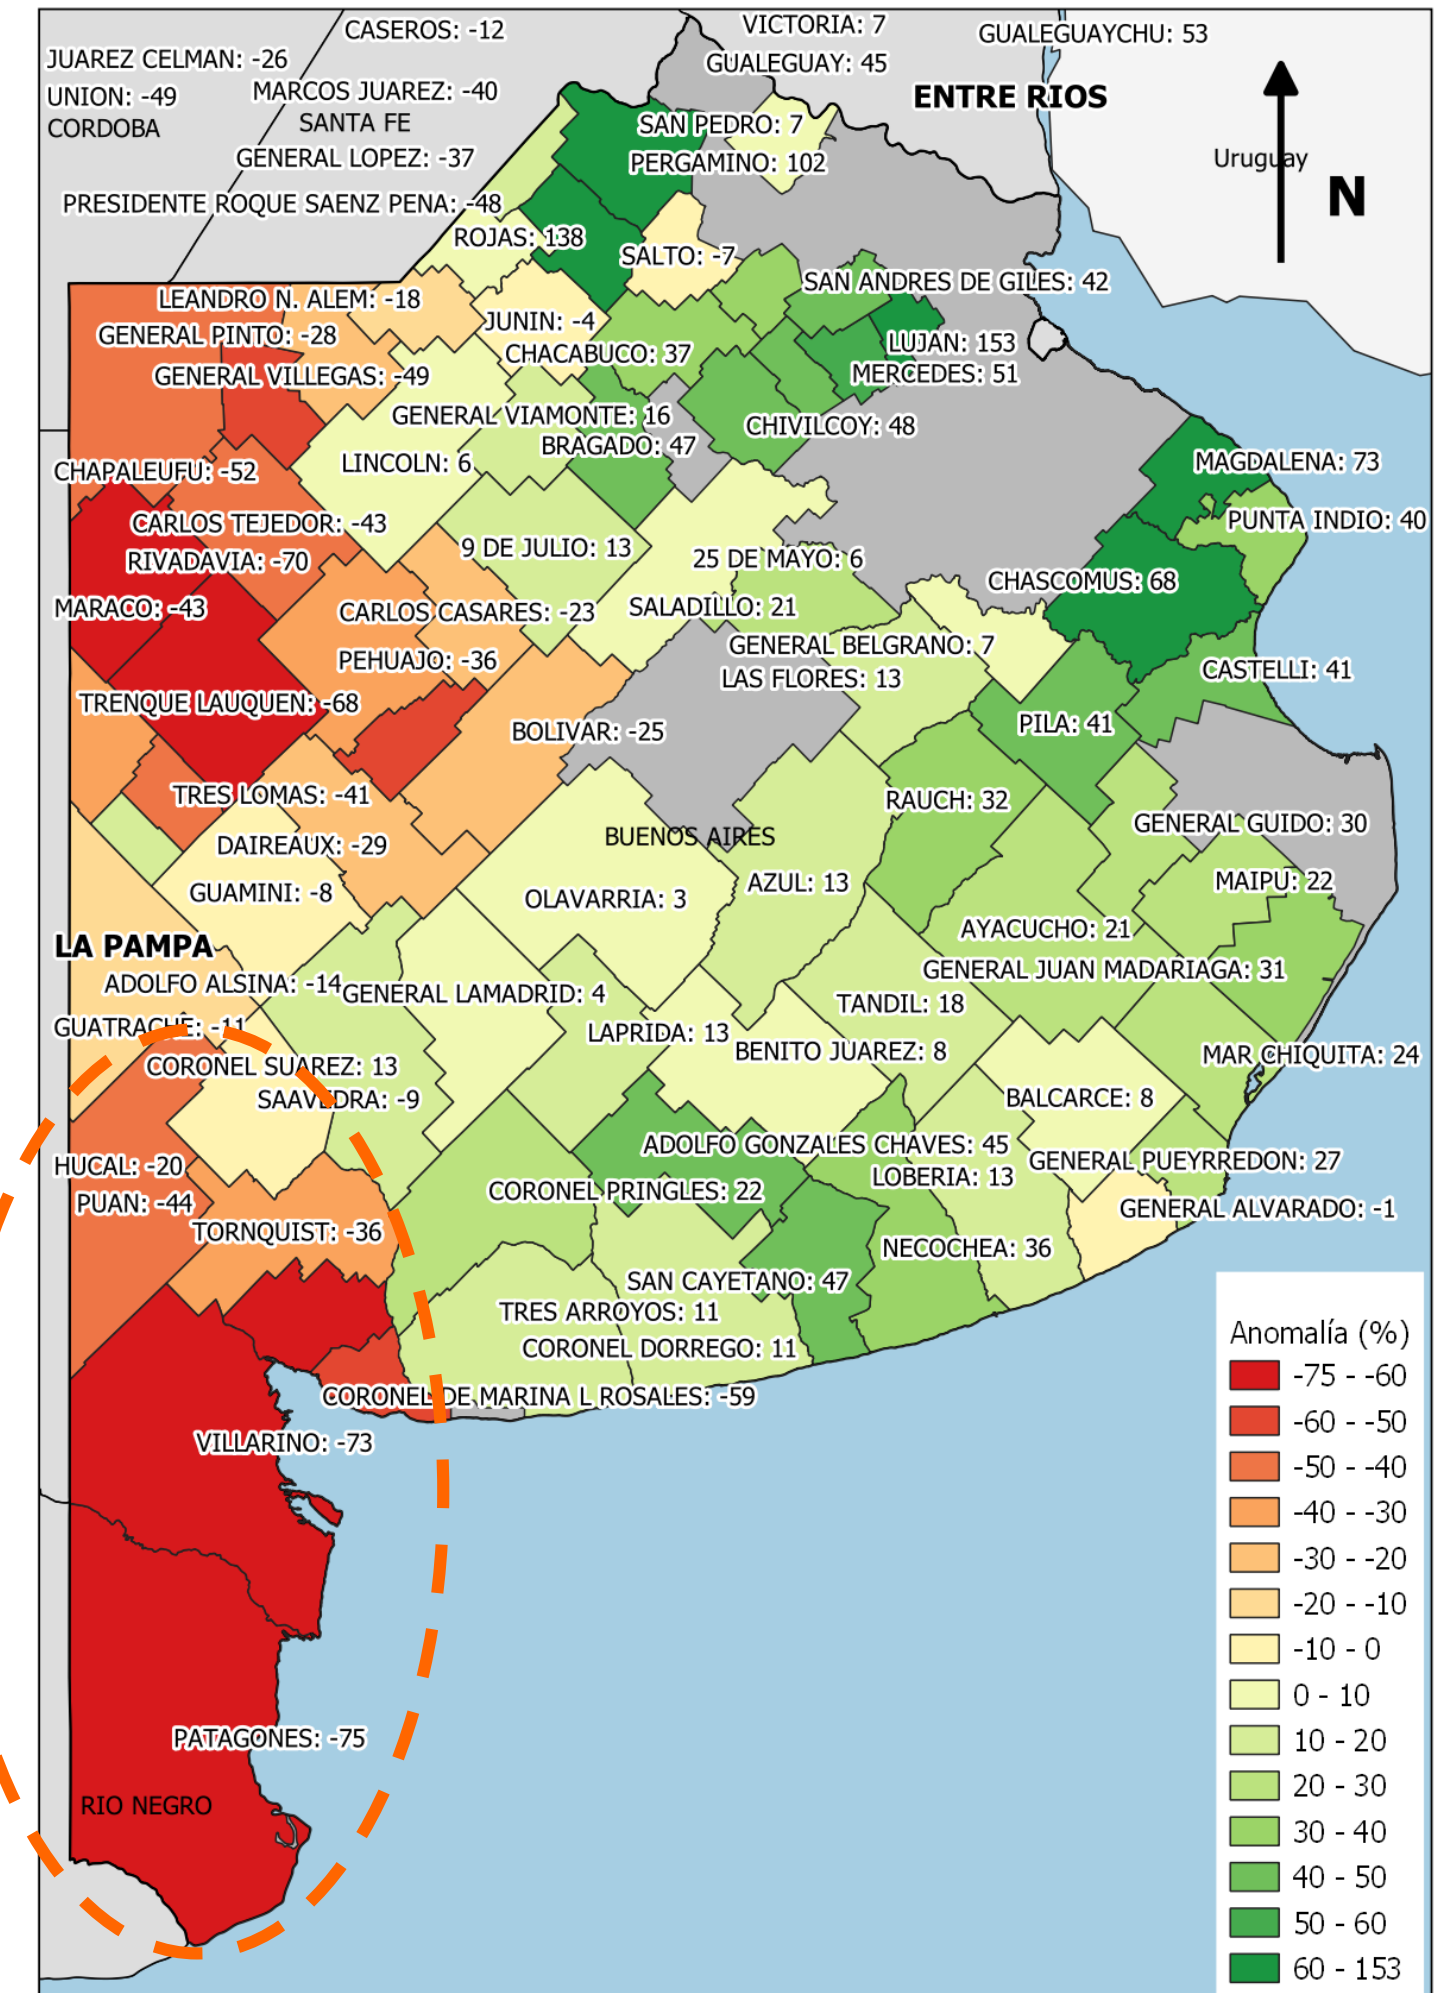 CASEROS: -12
VICTORIA: 7
GUALEGUAYCHU: 53
JUAREZ CELMAN: -26
GUALEGUAY: 45
UNION: -49
MARCOS JUAREZ: -40
ENTRE RIOS
CORDOBA
SANTA FE
SAN PEDRO: 7
GENERAL LOPEZ: -37
PERGAMINO: 102
Uruguay
N
PRESIDENTE ROQUE SAENZ PENA: -48
ROJAS: 138
SALTO: -7
SAN ANDRES DE GILES: 42
LEANDRO N. ALEM: -18
JUNIN: -4
GENERAL PINTO: -28
LUJAN: 153
CHACABUCO: 37
GENERAL VILLEGAS: -49
MERCEDES: 51
GENERAL VIAMONTE: 16
CHIVILCOY: 48
BRAGADO: 47
LINCOLN: 6
MAGDALENA: 73
CHAPALEUFU: -52
CARLOS TEJEDOR: -43
PUNTA INDIO: 40
9 DE JULIO: 13
25 DE MAYO: 6
RIVADAVIA: -70
CHASCOMUS: 68
MARACO: -43
CARLOS CASARES: -23
SALADILLO: 21
GENERAL BELGRANO: 7
PEHUAJO: -36
CASTELLI: 41
LAS FLORES: 13
TRENQUE LAUQUEN: -68
PILA: 41
BOLIVAR: -25
TRES LOMAS: -41
RAUCH: 32
GENERAL GUIDO: 30
BUENOS AIRES
DAIREAUX: -29
AZUL: 13
MAIPU: 22
GUAMINI: -8
OLAVARRIA: 3
AYACUCHO: 21
LA PAMPA
GENERAL JUAN MADARIAGA: 31
ADOLFO ALSINA: -14
GENERAL LAMADRID: 4
TANDIL: 18
GUATRACHE: -11
LAPRIDA: 13
BENITO JUAREZ: 8
MAR CHIQUITA: 24
CORONEL SUAREZ: 13
SAAVEDRA: -9
BALCARCE: 8
ADOLFO GONZALES CHAVES: 45
GENERAL PUEYRREDON: 27
HUCAL: -20
LOBERIA: 13
CORONEL PRINGLES: 22
PUAN: -44
GENERAL ALVARADO: -1
TORNQUIST: -36
NECOCHEA: 36
SAN CAYETANO: 47
TRES ARROYOS: 11
CORONEL DORREGO: 11
CORONEL DE MARINA L ROSALES: -59
VILLARINO: -73
PATAGONES: -75
RIO NEGRO
Anomalía (%)
-75 - -60
-60 - -50
-50 - -40
-40 - -30
-30 - -20
-20 - -10
-10 - 0
0 - 10
10 - 20
20 - 30
30 - 40
40 - 50
50 - 60
60 - 153